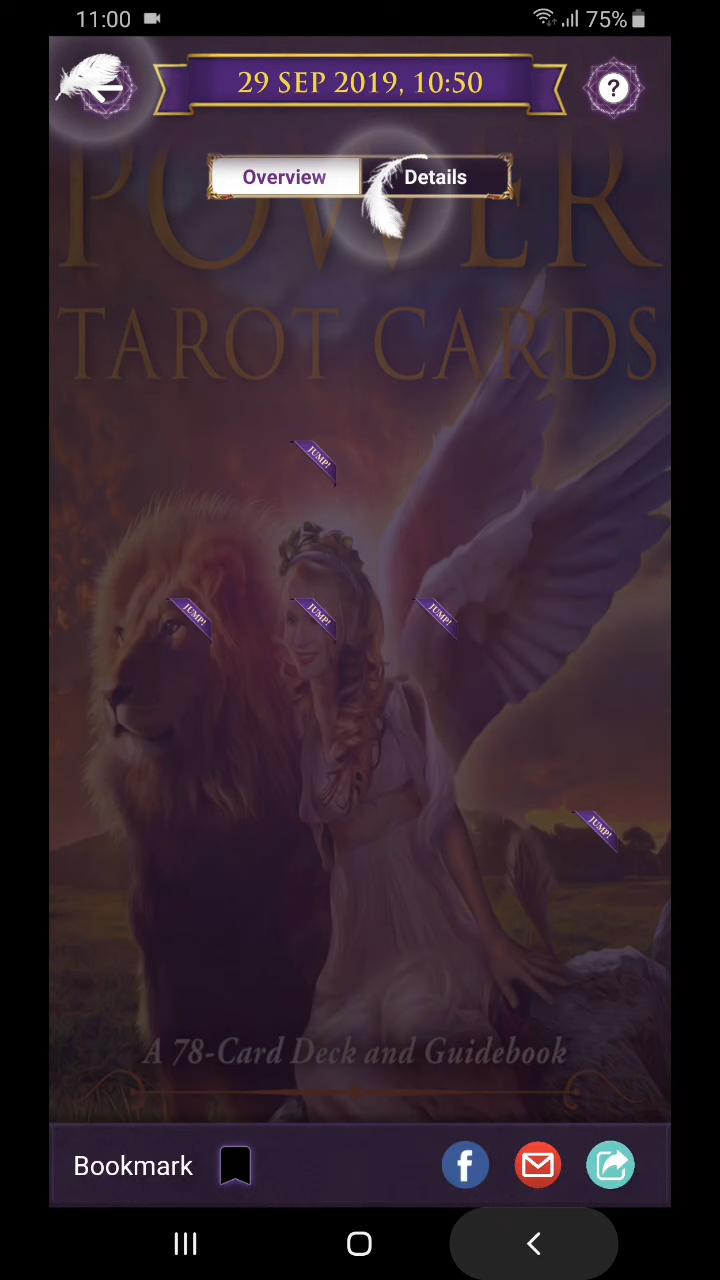 11:00
75%
29 SEP 2019, 10:50
?
Overview
Details
POWER
TAROT CARDS
JUMP!
JUMP!
JUMP!
JUMP!
JUMP!
A 78-Card Deck and Guidebook
Bookmark
f